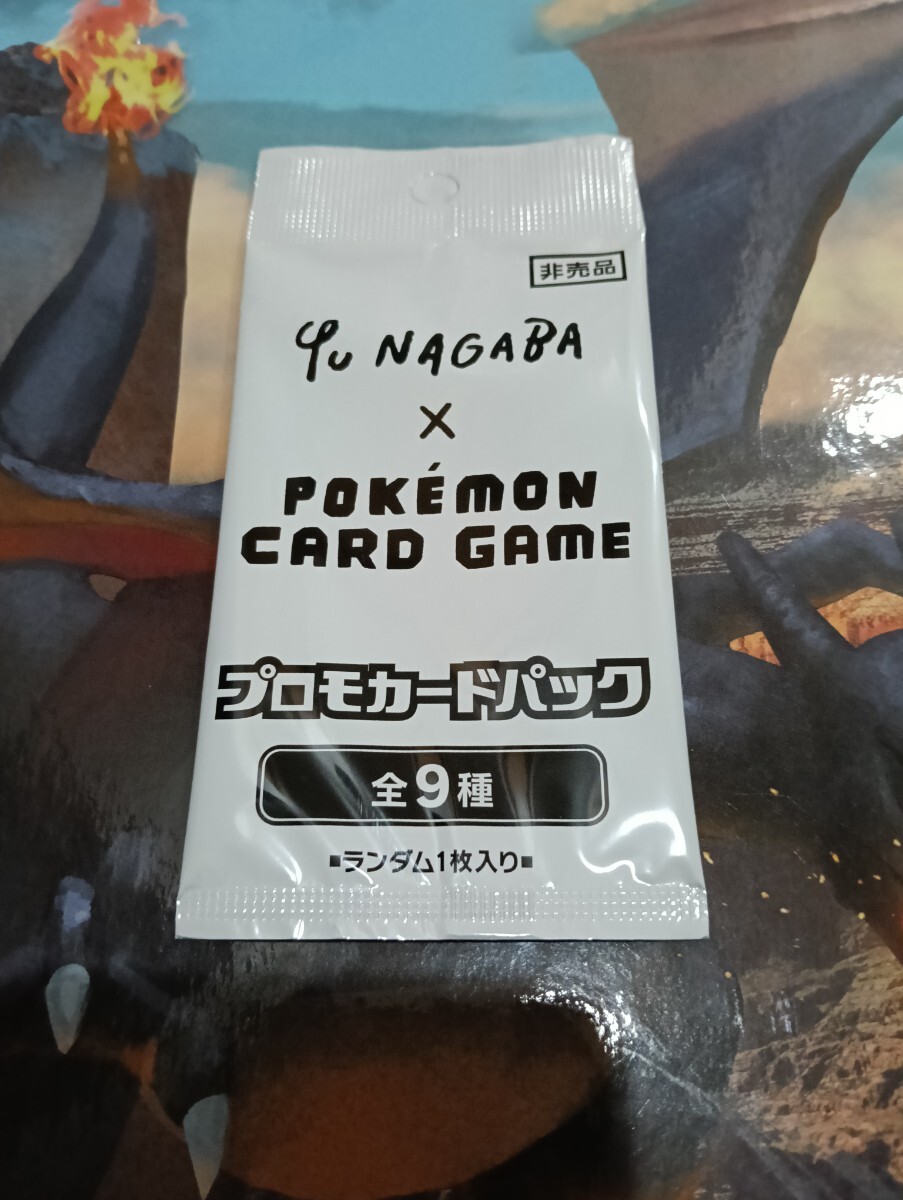 非売品
Yu NAGABA
×
POKÉMON
CARD GAME
プロモカードパック
全9種
■ランダム1枚入り■